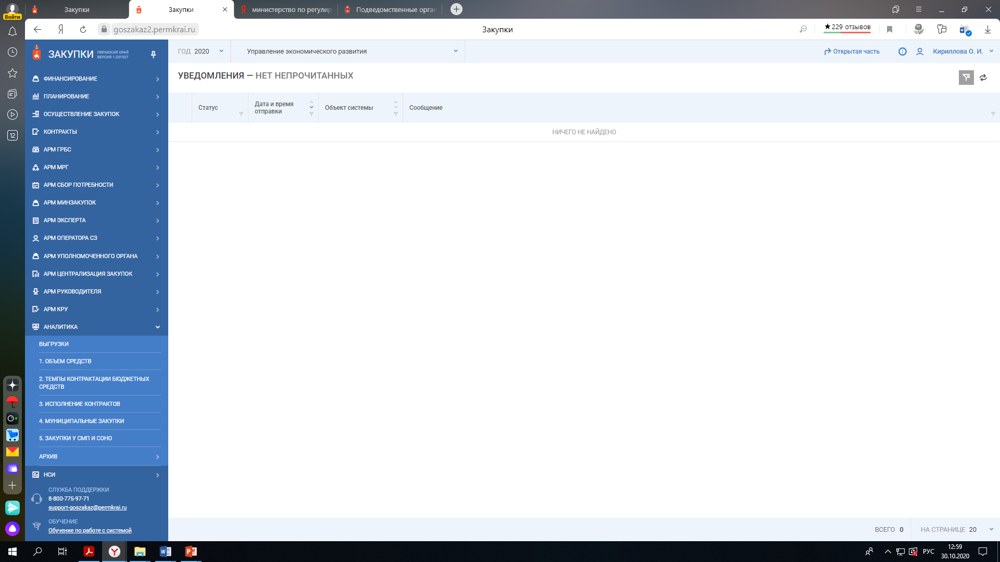 Войти
Закупки
Закупки
министерство по регулир
Подведомственные орган
goszakaz2.permkrai.ru
Закупки
★229 отзывов
12
ЗАКУПКИ
ПЕРМСКИЙ КРАЙ
ВЕРСИЯ 1.201027
ГОД 2020
Управление экономического развития
Открытая часть
Кириллова О. И.
УВЕДОМЛЕНИЯ — НЕТ НЕПРОЧИТАННЫХ
Статус
Дата и время
отправки
Объект системы
Сообщение
НИЧЕГО НЕ НАЙДЕНО
ФИНАНСИРОВАНИЕ
ПЛАНИРОВАНИЕ
ОСУЩЕСТВЛЕНИЕ ЗАКУПОК
КОНТРАКТЫ
АРМ ГРБС
АРМ МРГ
АРМ СБОР ПОТРЕБНОСТИ
АРМ МИНЗАКУПОК
АРМ ЭКСПЕРТА
АРМ ОПЕРАТОРА СЗ
АРМ УПОЛНОМОЧЕННОГО ОРГАНА
АРМ ЦЕНТРАЛИЗАЦИЯ ЗАКУПОК
АРМ РУКОВОДИТЕЛЯ
АРМ КРУ
АНАЛИТИКА
ВЫГРУЗКИ
1. ОБЪЕМ СРЕДСТВ
2. ТЕМПЫ КОНТРАКТАЦИИ БЮДЖЕТНЫХ
СРЕДСТВ
3. ИСПОЛНЕНИЕ КОНТРАКТОВ
4. МУНИЦИПАЛЬНЫЕ ЗАКУПКИ
5. ЗАКУПКИ У СМП И СОНО
АРХИВ
НСИ
СЛУЖБА ПОДДЕРЖКИ
8-800-775-97-71
support-goszakaz@permkrai.ru
ОБУЧЕНИЕ
Обучение по работе с системой
ВСЕГО 0
НА СТРАНИЦЕ 20
РУС
12:59
30.10.2020